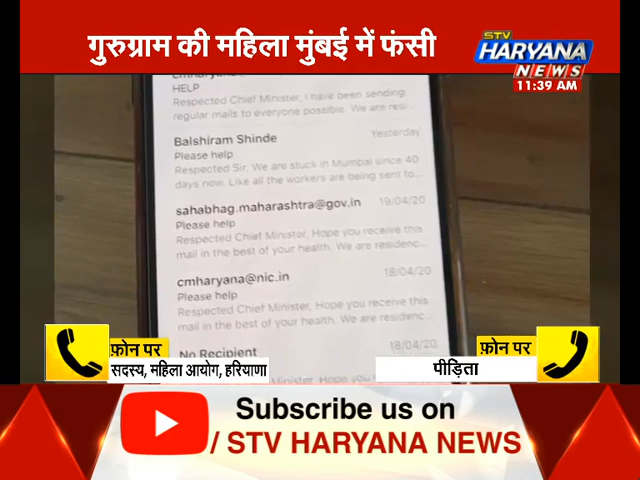 गुरुग्राम की महिला मुंबई में फंसी
STV
HARYANA
NEWS
11:39 AM
HELP
Respected Chief Minister, I have been sending
regular mails to everyone possible. We are resi...
Balshiram Shinde
Yesterday
Please help
Respected Sir, We are stuck in Mumbai since 40
days now. Like all the workers are being sent to...
sahabhag.maharashtra@gov.in
19/04/20
Please help
Respected Chief Minister, Hope you receive this
mail in the best of your health. We are residenc...
cmharyana@nic.in
18/04/20
Please help
Respected Chief Minister, Hope you receive this
mail in the best of your health. We are residenc...
No Recipient
18/04/20
फ़ोन पर
सदस्य, महिला आयोग, हरियाणा
फ़ोन पर
पीड़िता
Minister, Hope you
Subscribe us on
/ STV HARYANA NEWS